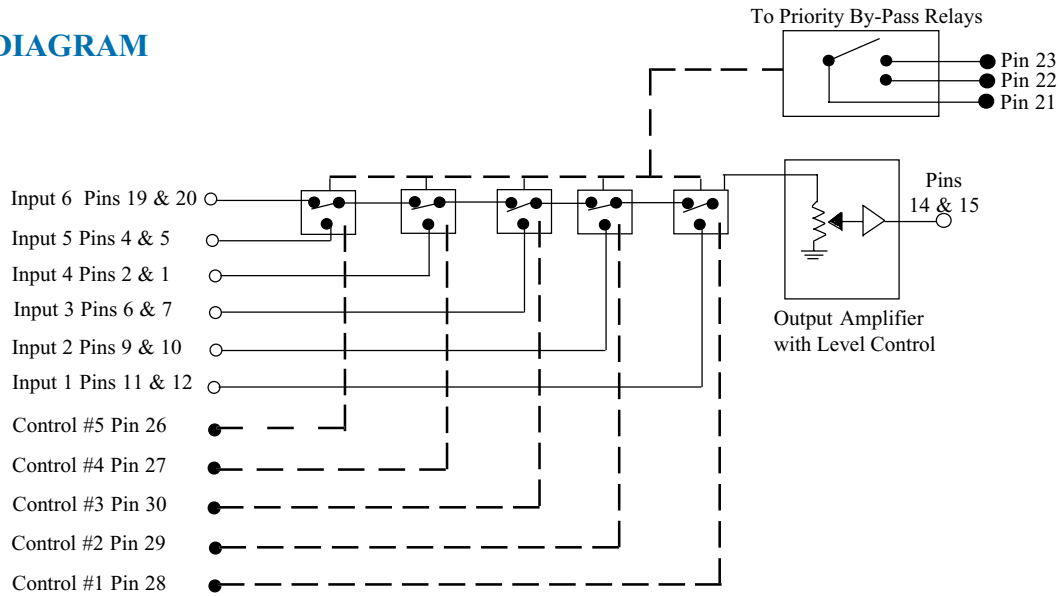 To Priority By-Pass Relays
DIAGRAM
Pin 23
Pin 22
Pin 21
Input 6 Pins 19 & 20
Input 5 Pins 4 & 5
Input 4 Pins 2 & 1
Input 3 Pins 6 & 7
Input 2 Pins 9 & 10
Input 1 Pins 11 & 12
Control #5 Pin 26
Control #4 Pin 27
Control #3 Pin 30
Control #2 Pin 29
Control #1 Pin 28
Pins
14 & 15
Output Amplifier
with Level Control